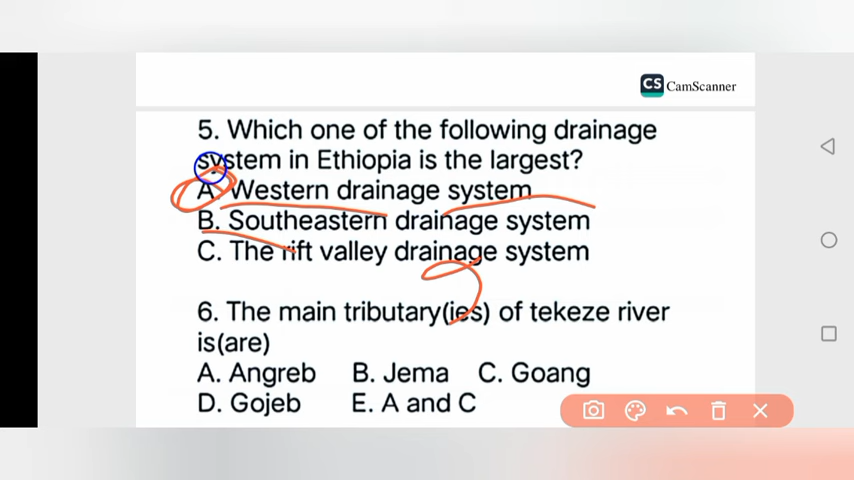 CS CamScanner
5. Which one of the following drainage
system in Ethiopia is the largest?
A. Western drainage system
B. Southeastern drainage system
C. The rift valley drainage system
6. The main tributary(ies) of tekeze river
is(are)
A. Angreb B. Jema C. Goang
D. Gojeb E. A and C